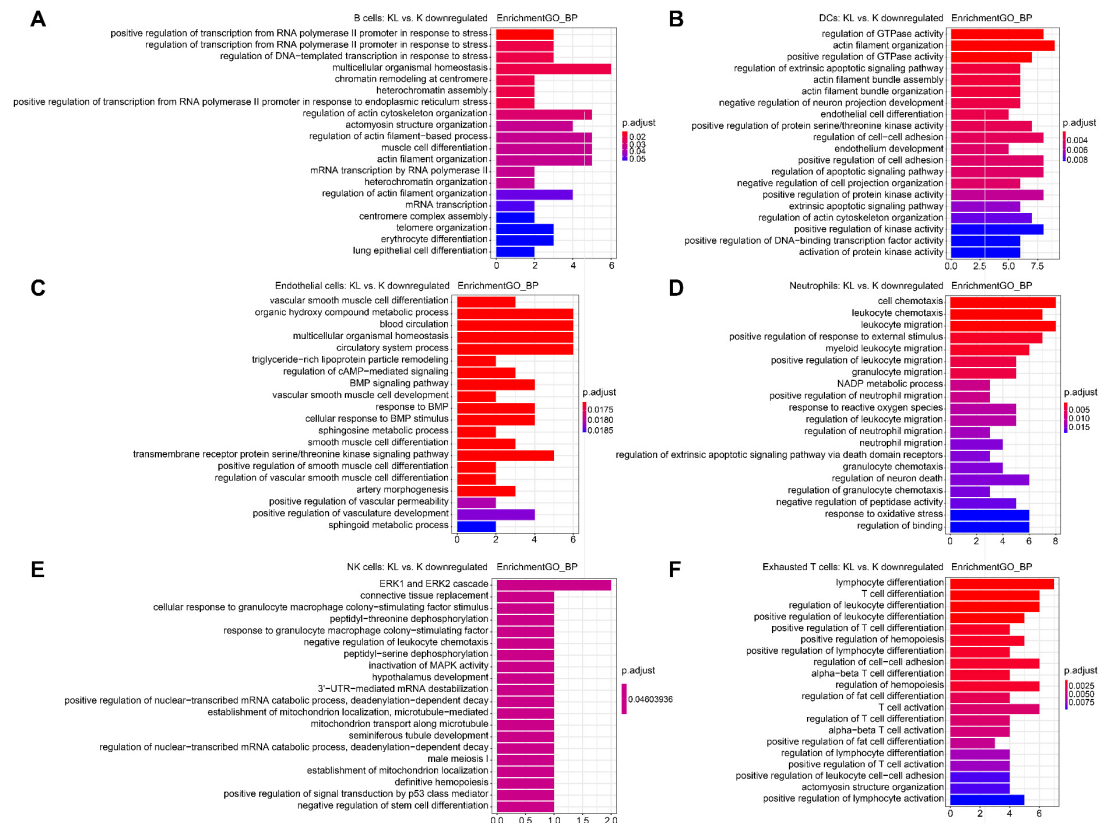 A
B cells: KL vs. K downregulated EnrichmentGO_BP
positive regulation of transcription from RNA polymerase II promoter in response to stress
regulation of transcription from RNA polymerase II promoter in response to stress
regulation of DNA−templated transcription in response to stress
multicellular organismal homeostasis
chromatin remodeling at centromere
heterochromatin assembly
positive regulation of transcription from RNA polymerase II promoter in response to endoplasmic reticulum stress
regulation of actin cytoskeleton organization
actomyosin structure organization
regulation of actin filament−based process
muscle cell differentiation
actin filament organization
mRNA transcription by RNA polymerase II
heterochromatin organization
regulation of actin filament organization
mRNA transcription
centromere complex assembly
telomere organization
erythrocyte differentiation
lung epithelial cell differentiation
0 2 4 6
p.adjust
0.02
0.03
0.04
0.05
B
DCs: KL vs. K downregulated EnrichmentGO_BP
regulation of GTPase activity
actin filament organization
positive regulation of GTPase activity
regulation of extrinsic apoptotic signaling pathway
actin filament bundle assembly
actin filament bundle organization
negative regulation of neuron projection development
endothelial cell differentiation
positive regulation of protein serine/threonine kinase activity
regulation of cell−cell adhesion
endothelium development
positive regulation of cell adhesion
regulation of apoptotic signaling pathway
negative regulation of cell projection organization
positive regulation of protein kinase activity
extrinsic apoptotic signaling pathway
regulation of actin cytoskeleton organization
positive regulation of kinase activity
positive regulation of DNA−binding transcription factor activity
activation of protein kinase activity
0.0 2.5 5.0 7.5
p.adjust
0.004
0.006
0.008
C
Endothelial cells: KL vs. K downregulated EnrichmentGO_BP
vascular smooth muscle cell differentiation
organic hydroxy compound metabolic process
blood circulation
multicellular organismal homeostasis
circulatory system process
triglyceride−rich lipoprotein particle remodeling
regulation of cAMP−mediated signaling
BMP signaling pathway
vascular smooth muscle cell development
response to BMP
cellular response to BMP stimulus
sphingosine metabolic process
smooth muscle cell differentiation
transmembrane receptor protein serine/threonine kinase signaling pathway
positive regulation of smooth muscle cell differentiation
regulation of vascular smooth muscle cell differentiation
artery morphogenesis
positive regulation of vascular permeability
positive regulation of vasculature development
sphingoid metabolic process
0 2 4 6
p.adjust
0.0175
0.0180
0.0185
D
Neutrophils: KL vs. K downregulated EnrichmentGO_BP
cell chemotaxis
leukocyte chemotaxis
leukocyte migration
positive regulation of response to external stimulus
myeloid leukocyte migration
positive regulation of leukocyte migration
granulocyte migration
NADP metabolic process
positive regulation of neutrophil migration
response to reactive oxygen species
regulation of leukocyte migration
regulation of neutrophil migration
neutrophil migration
regulation of extrinsic apoptotic signaling pathway via death domain receptors
granulocyte chemotaxis
regulation of neuron death
regulation of granulocyte chemotaxis
negative regulation of peptidase activity
response to oxidative stress
regulation of binding
0 2 4 6 8
p.adjust
0.005
0.010
0.015
E
NK cells: KL vs. K downregulated EnrichmentGO_BP
ERK1 and ERK2 cascade
connective tissue replacement
cellular response to granulocyte macrophage colony−stimulating factor stimulus
peptidyl−threonine dephosphorylation
response to granulocyte macrophage colony−stimulating factor
negative regulation of leukocyte chemotaxis
peptidyl−serine dephosphorylation
inactivation of MAPK activity
hypothalamus development
3'−UTR−mediated mRNA destabilization
positive regulation of nuclear−transcribed mRNA catabolic process, deadenylation−dependent decay
establishment of mitochondrion localization, microtubule−mediated
mitochondrion transport along microtubule
seminiferous tubule development
regulation of nuclear−transcribed mRNA catabolic process, deadenylation−dependent decay
male meiosis I
establishment of mitochondrion localization
definitive hemopoiesis
positive regulation of signal transduction by p53 class mediator
negative regulation of stem cell differentiation
0.0 0.5 1.0 1.5 2.0
p.adjust
0.04603936
F
Exhausted T cells: KL vs. K downregulated EnrichmentGO_BP
lymphocyte differentiation
T cell differentiation
regulation of leukocyte differentiation
positive regulation of leukocyte differentiation
positive regulation of T cell differentiation
positive regulation of hemopoiesis
positive regulation of lymphocyte differentiation
regulation of cell−cell adhesion
alpha−beta T cell differentiation
regulation of hemopoiesis
regulation of fat cell differentiation
T cell activation
regulation of T cell differentiation
alpha−beta T cell activation
positive regulation of fat cell differentiation
regulation of lymphocyte differentiation
positive regulation of T cell activation
positive regulation of leukocyte cell−cell adhesion
actomyosin structure organization
positive regulation of lymphocyte activation
0 2 4 6
p.adjust
0.0025
0.0050
0.0075